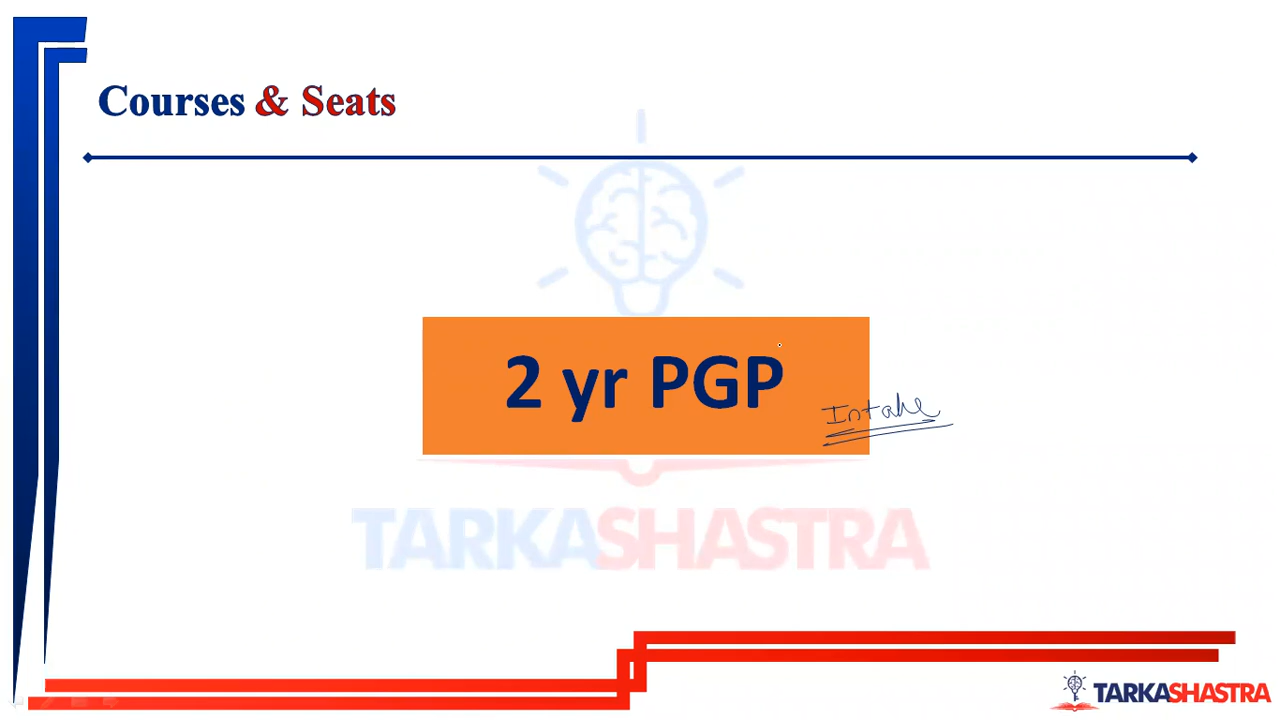 Courses & Seats
2 yr PGP
Intake
TARKASHASTRA
TARKASHASTRA